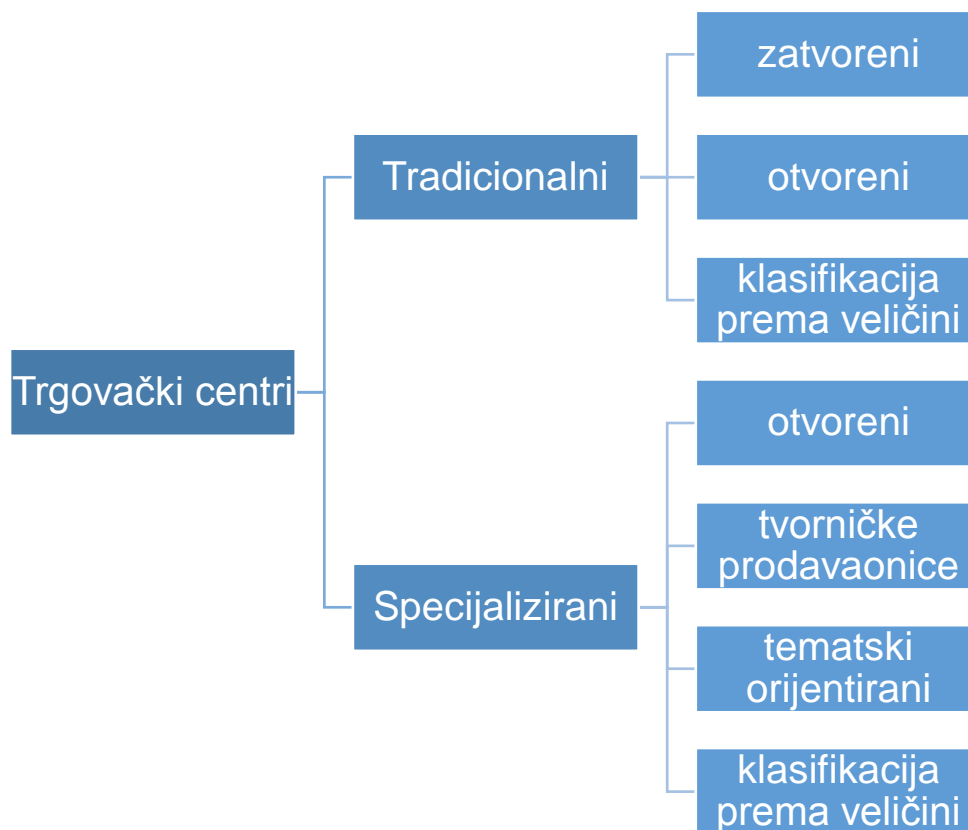 zatvoreni
Tradicionalni
otvoreni
klasifikacija
prema veličini
Trgovački centri
otvoreni
tvorničke
prodavaonice
Specijalizirani
tematski
orijentirani
klasifikacija
prema veličini